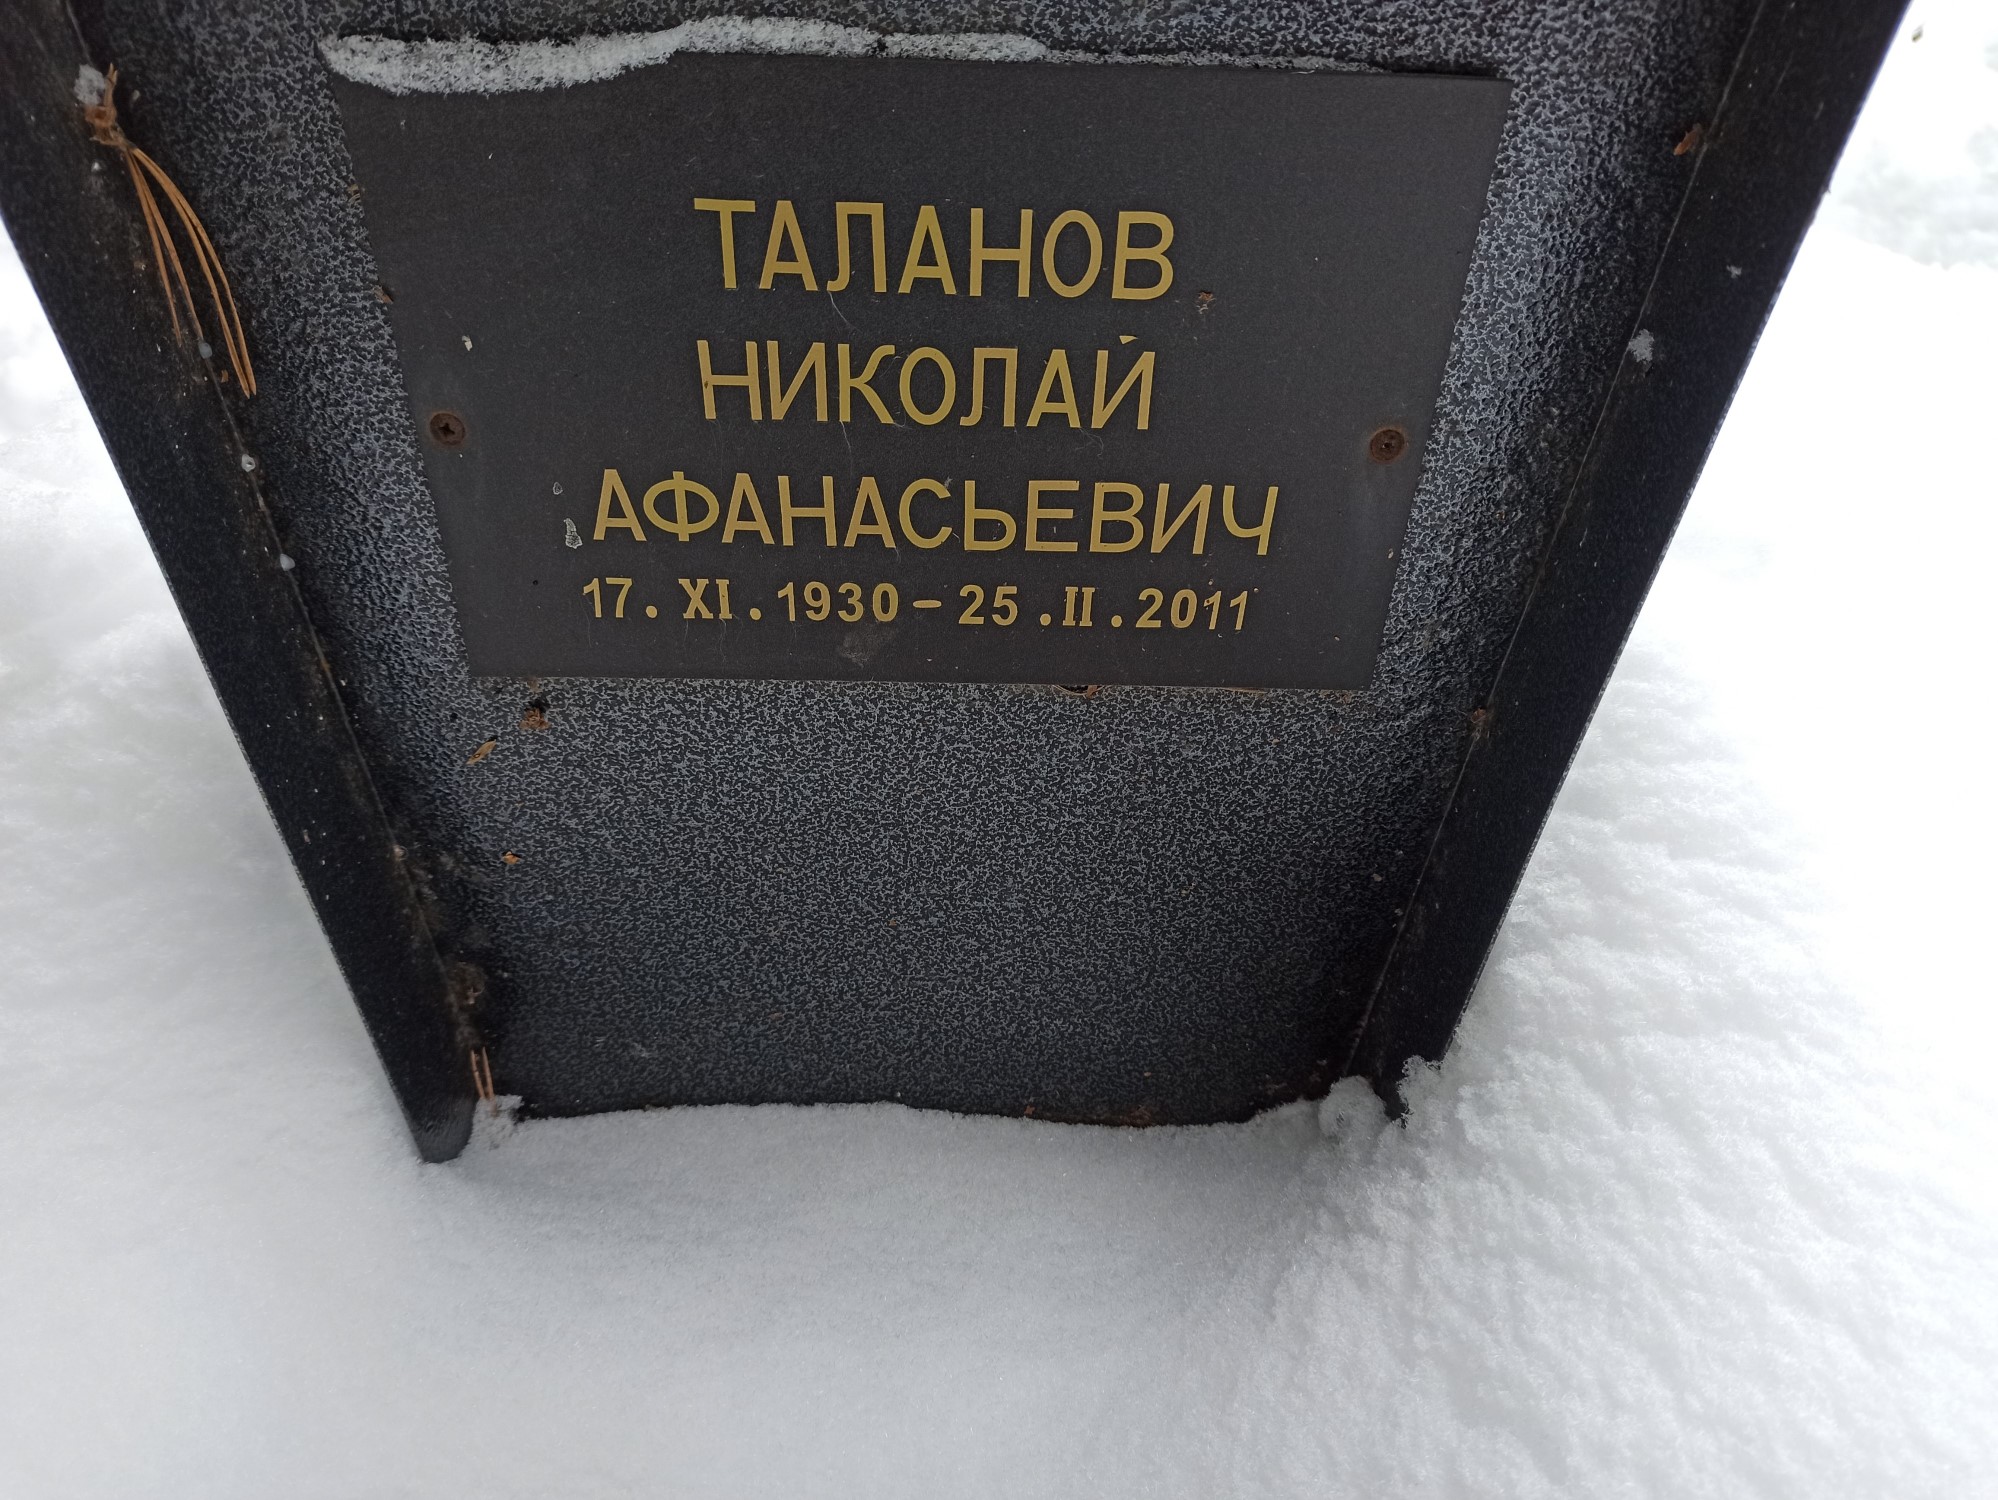 ТАЛАНОВ
НИКОЛАЙ
АФАНАСЬЕВИЧ
17. XI. 1930 - 25 .II. 2011